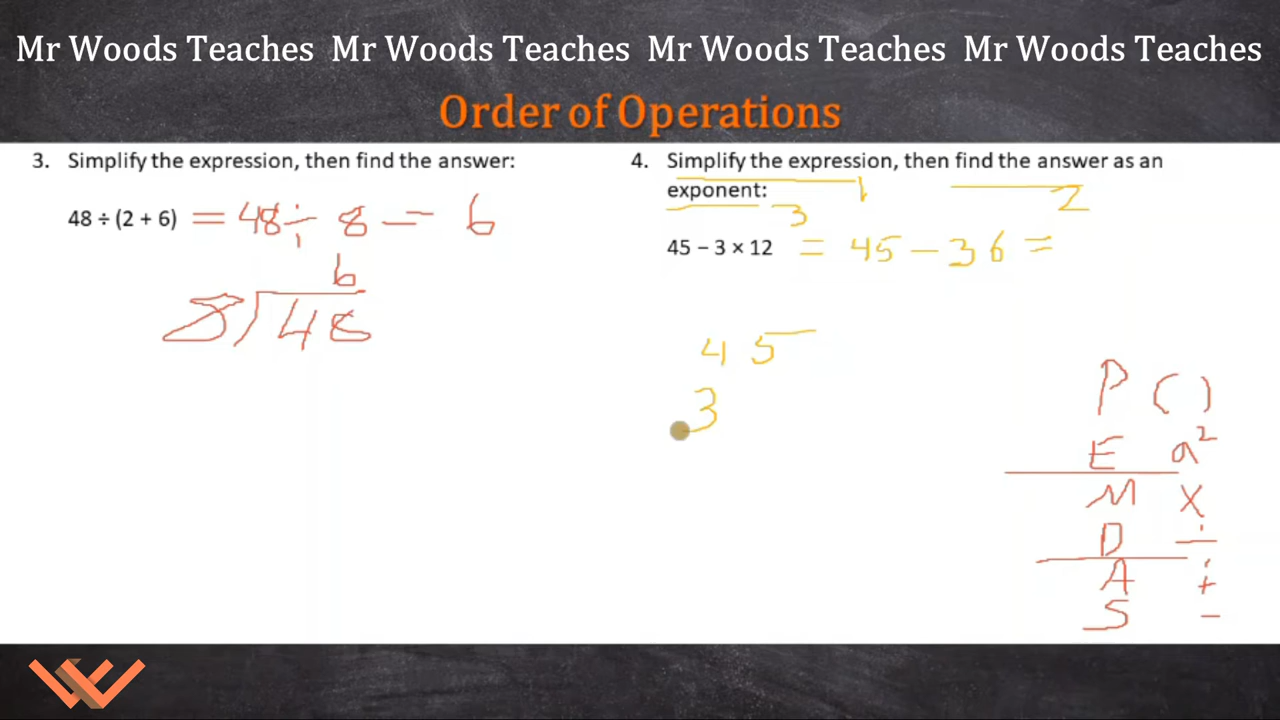 Mr Woods Teaches Mr Woods Teaches Mr Woods Teaches Mr Woods Teaches
Order of Operations
3. Simplify the expression, then find the answer:
48 ÷ (2 + 6) = 48 ÷ 8 = 6
6
8)48
4. Simplify the expression, then find the answer as an
1
exponent:
2
3
45 − 3 × 12 = 45 − 36 =
45
3
P ( )
E a²
M ×
D ÷
A +
S −